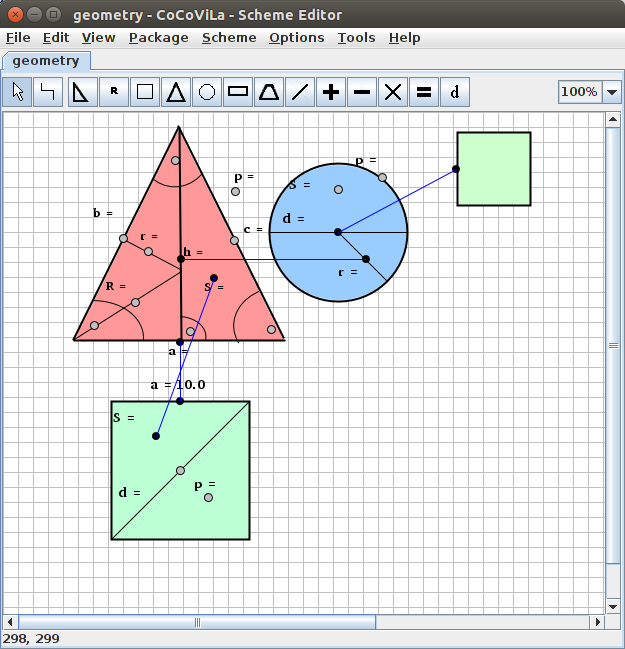 geometry - CoCoViLa - Scheme Editor
File Edit View Package Scheme Options Tools Help
geometry
R
d
100%
p =
p =
S =
b =
d =
c =
r =
h =
r =
R =
S =
a =
a = 10.0
S =
p =
d =
298, 299